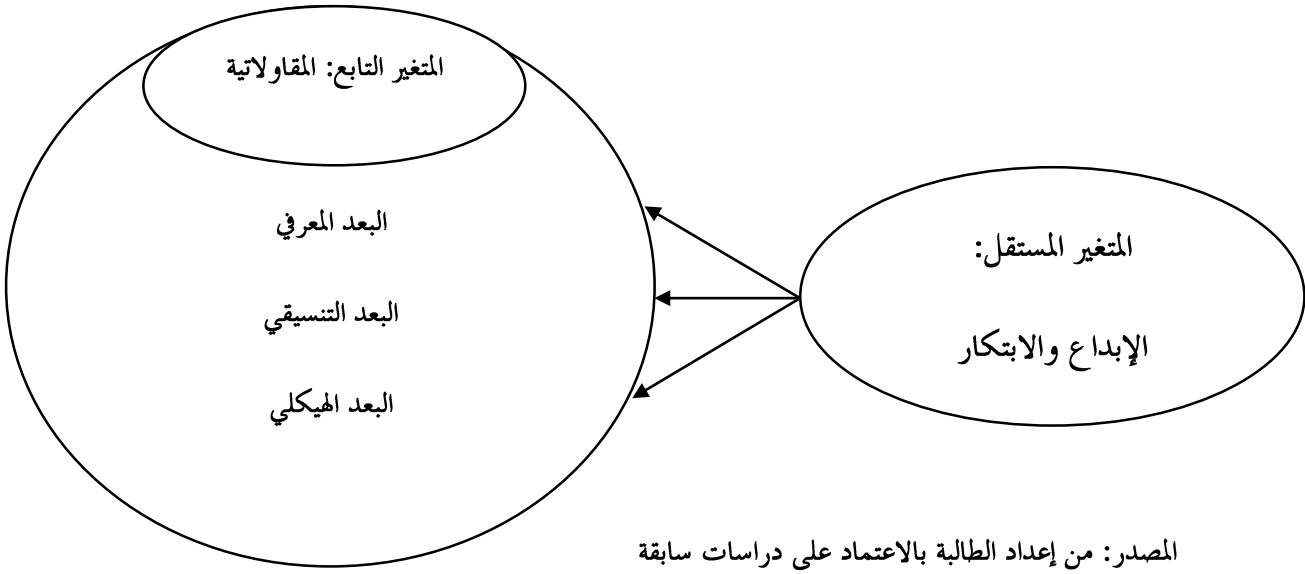 المتغير التابع: المقاولاتية
البعد المعرفي
البعد التنسيقي
البعد الهيكلي
المتغير المستقل:
الإبداع والابتكار
المصدر: من إعداد الطالبة بالاعتماد على دراسات سابقة